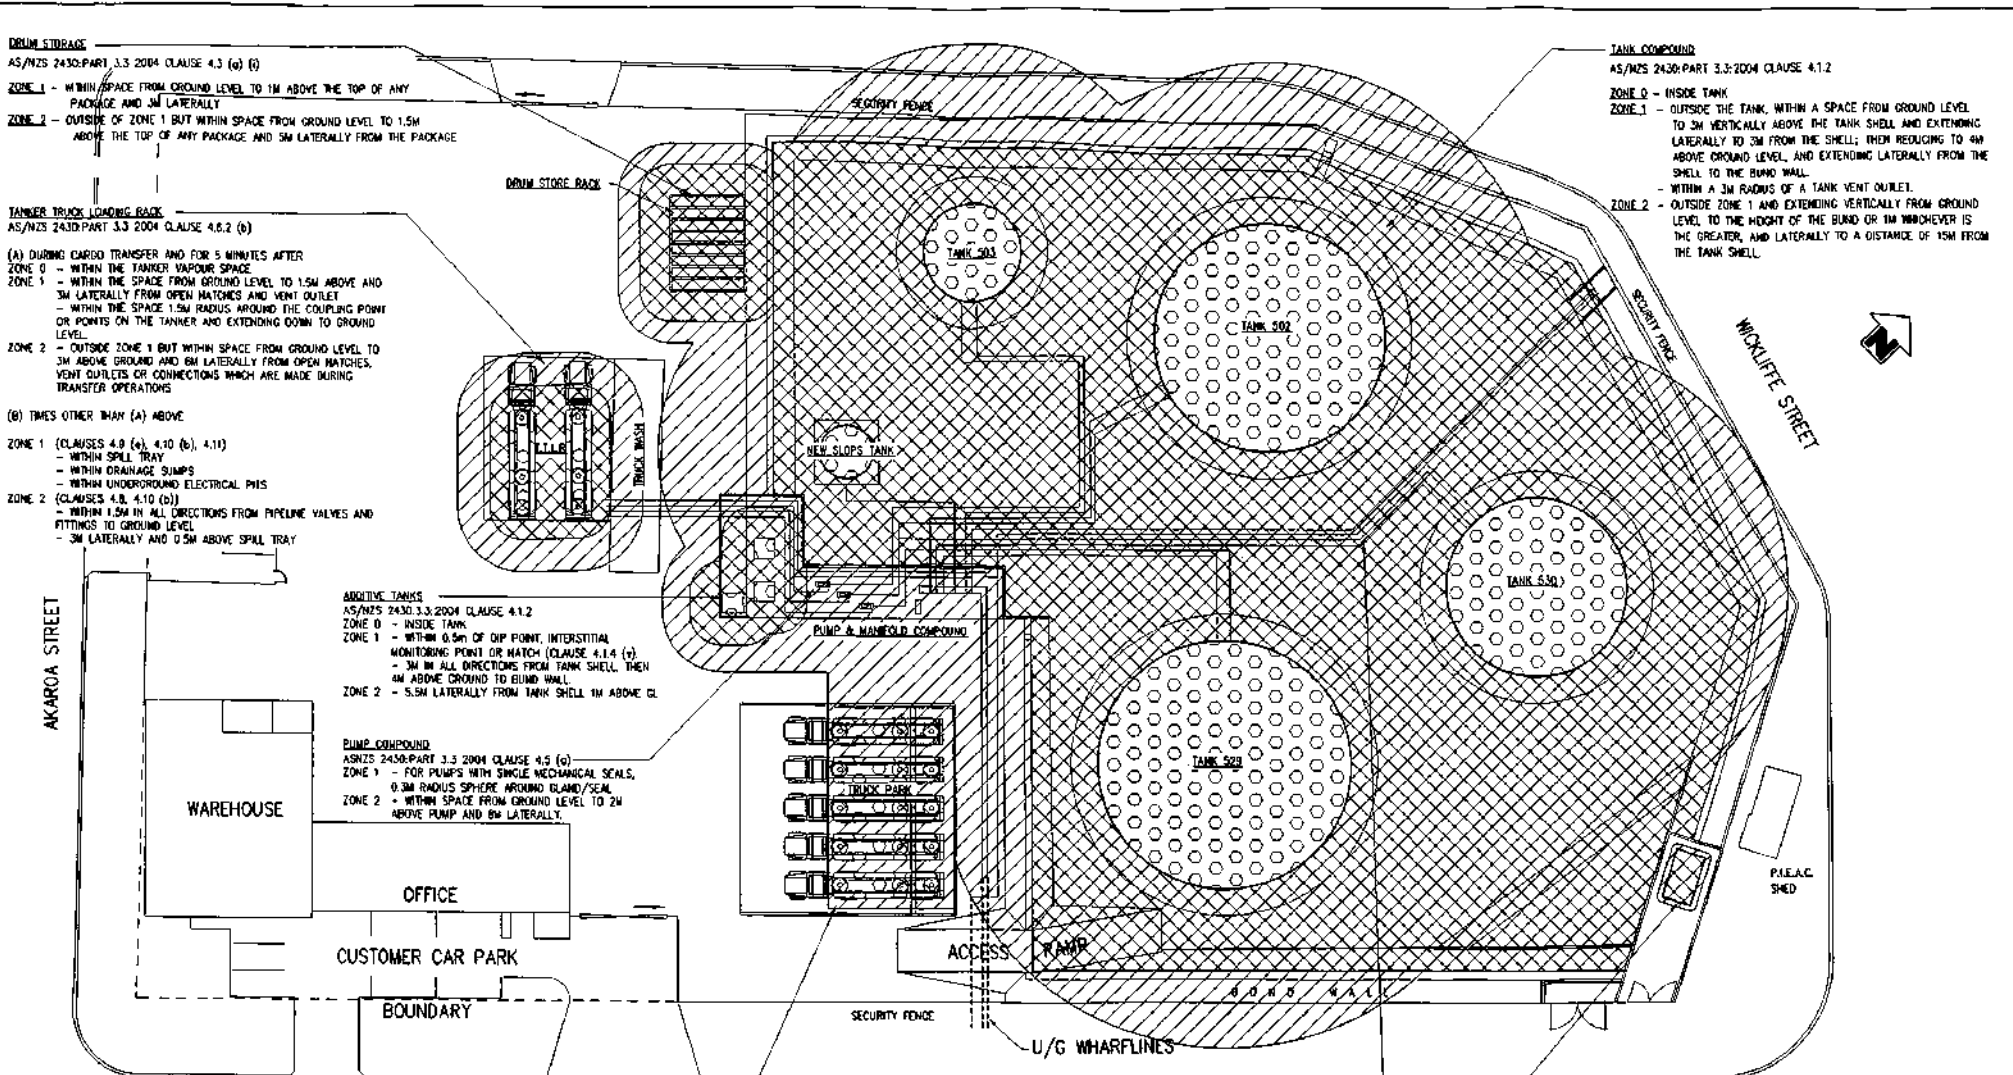 DRUM STORAGE
AS/NZS 2430:PART 3.3 2004 CLAUSE 4.3 (a) (i)
ZONE 1 - WITHIN SPACE FROM GROUND LEVEL TO 1M ABOVE THE TOP OF ANY
PACKAGE AND 3M LATERALLY
ZONE 2 - OUTSIDE OF ZONE 1 BUT WITHIN SPACE FROM GROUND LEVEL TO 1.5M
ABOVE THE TOP OF ANY PACKAGE AND 5M LATERALLY FROM THE PACKAGE
TANKER TRUCK LOADING RACK
AS/NZS 2430:PART 3.3 2004 CLAUSE 4.6.2 (b)
(A) DURING CARGO TRANSFER AND FOR 5 MINUTES AFTER
ZONE 0 - WITHIN THE TANKER VAPOUR SPACE
ZONE 1 - WITHIN THE SPACE FROM GROUND LEVEL TO 1.5M ABOVE AND
3M LATERALLY FROM OPEN HATCHES AND VENT OUTLET
- WITHIN THE SPACE 1.5M RADIUS AROUND THE COUPLING POINT
OR POINTS ON THE TANKER AND EXTENDING DOWN TO GROUND
LEVEL
ZONE 2 - OUTSIDE ZONE 1 BUT WITHIN SPACE FROM GROUND LEVEL TO
3M ABOVE GROUND AND 6M LATERALLY FROM OPEN HATCHES,
VENT OUTLETS OR CONNECTIONS WHICH ARE MADE DURING
TRANSFER OPERATIONS
(B) TIMES OTHER THAN (A) ABOVE
ZONE 1 (CLAUSES 4.9 (e), 4.10 (b), 4.11)
- WITHIN SPILL TRAY
- WITHIN DRAINAGE SUMPS
- WITHIN UNDERGROUND ELECTRICAL PITS
ZONE 2 (CLAUSES 4.8, 4.10 (b))
- WITHIN 1.5M IN ALL DIRECTIONS FROM PIPELINE VALVES AND
FITTINGS TO GROUND LEVEL
- 3M LATERALLY AND 0.5M ABOVE SPILL TRAY
ADDITIVE TANKS
AS/NZS 2430.3.3:2004 CLAUSE 4.1.2
ZONE 0 - INSIDE TANK
ZONE 1 - WITHIN 0.5m OF DIP POINT, INTERSTITIAL
MONITORING POINT OR HATCH (CLAUSE 4.1.4 (v).
- 3M IN ALL DIRECTIONS FROM TANK SHELL, THEN
4M ABOVE GROUND TO BUND WALL.
ZONE 2 - 5.5M LATERALLY FROM TANK SHELL 1M ABOVE GL
PUMP COMPOUND
ASNZS 2430:PART 3.3 2004 CLAUSE 4.5 (a)
ZONE 1 - FOR PUMPS WITH SINGLE MECHANICAL SEALS,
0.3M RADIUS SPHERE AROUND GLAND/SEAL
ZONE 2 - WITHIN SPACE FROM GROUND LEVEL TO 2M
ABOVE PUMP AND 8M LATERALLY.
TANK COMPOUND
AS/NZS 2430:PART 3.3:2004 CLAUSE 4.1.2
ZONE 0 - INSIDE TANK
ZONE 1 - OUTSIDE THE TANK, WITHIN A SPACE FROM GROUND LEVEL
TO 3M VERTICALLY ABOVE THE TANK SHELL AND EXTENDING
LATERALLY TO 3M FROM THE SHELL; THEN REDUCING TO 4M
ABOVE GROUND LEVEL, AND EXTENDING LATERALLY FROM THE
SHELL TO THE BUND WALL.
- WITHIN A 3M RADIUS OF A TANK VENT OUTLET.
ZONE 2 - OUTSIDE ZONE 1 AND EXTENDING VERTICALLY FROM GROUND
LEVEL TO THE HIGHT OF THE BUND OR 1M WHICHEVER IS
THE GREATER, AND LATERALLY TO A DISTANCE OF 15M FROM
THE TANK SHELL.
SECURITY FENCE
DRUM STORE RACK
TANK 503
TANK 502
SECURITY FENCE
WICKLIFFE STREET
N
T.T.L.R
TRUCK WASH
NEW SLOPS TANK
TANK 530
PUMP & MANIFOLD COMPOUND
TANK 529
TRUCK PARK
AKAROA STREET
WAREHOUSE
OFFICE
CUSTOMER CAR PARK
BOUNDARY
ACCESS RAMP
P.I.E.A.C.
SHED
BOND WALL
SECURITY FENCE
U/G WHARFLINES